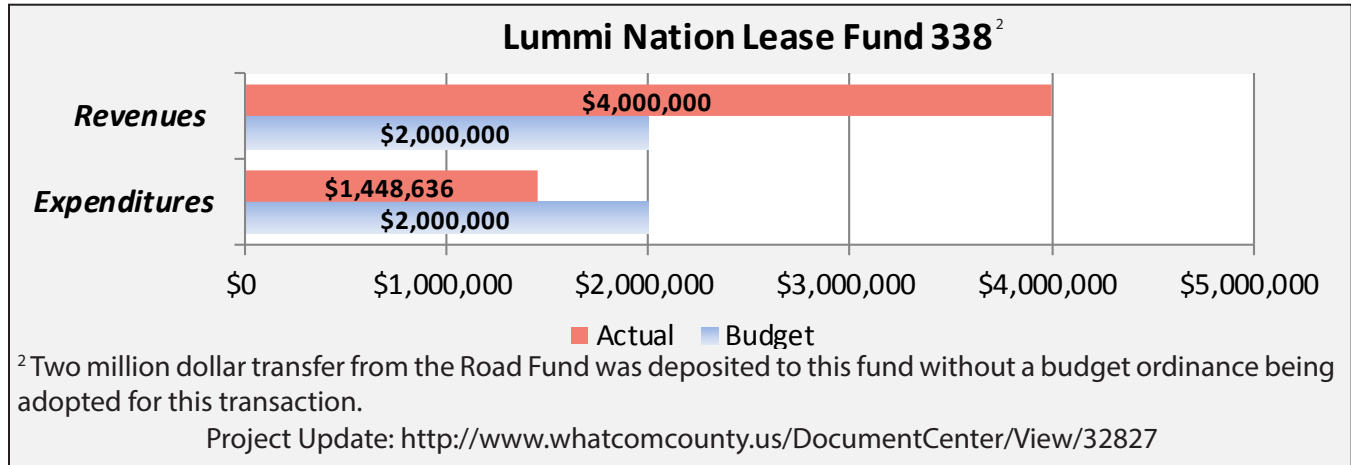 Lummi Nation Lease Fund 338²
Revenues
$4,000,000
$2,000,000
Expenditures
$1,448,636
$2,000,000
$0 $1,000,000 $2,000,000 $3,000,000 $4,000,000 $5,000,000
Actual Budget
² Two million dollar transfer from the Road Fund was deposited to this fund without a budget ordinance being
adopted for this transaction.
Project Update: http://www.whatcomcounty.us/DocumentCenter/View/32827